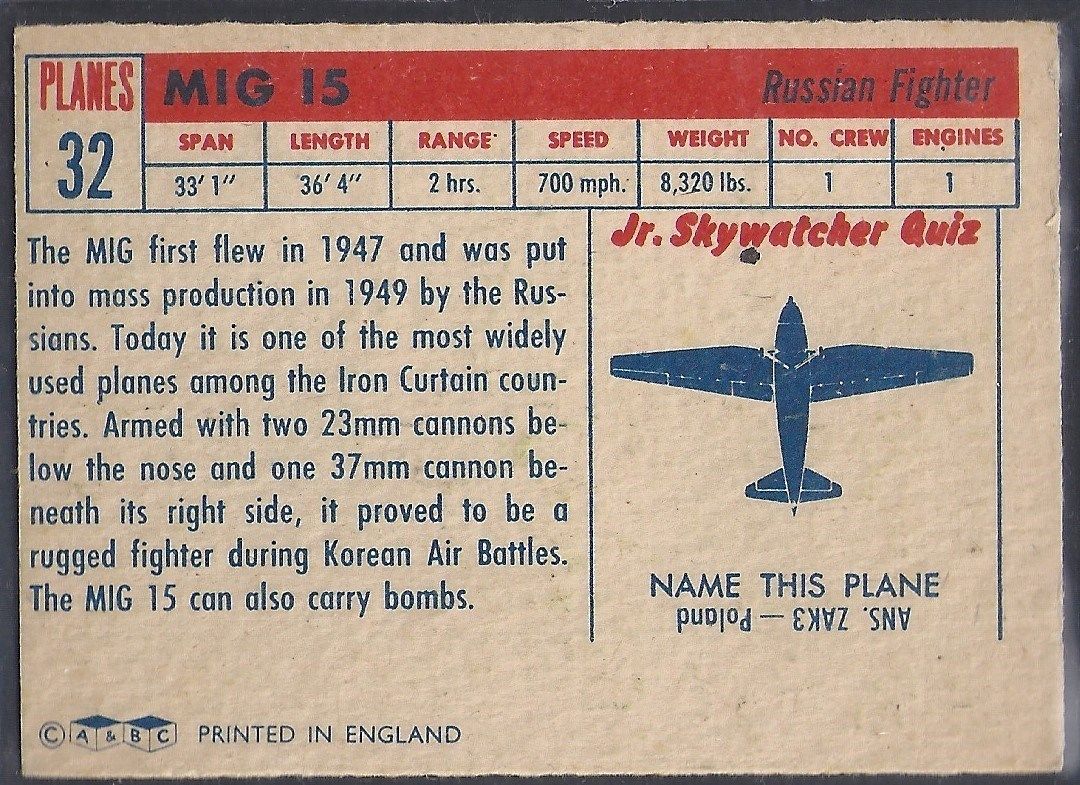 PLANES
32
MIG 15
Russian Fighter
SPAN LENGTH RANGE SPEED WEIGHT NO. CREW ENGINES
33' 1" 36' 4" 2 hrs. 700 mph. 8,320 lbs. 1 1
The MIG first flew in 1947 and was put
into mass production in 1949 by the Rus-
sians. Today it is one of the most widely
used planes among the Iron Curtain coun-
tries. Armed with two 23mm cannons be-
low the nose and one 37mm cannon be-
neath its right side, it proved to be a
rugged fighter during Korean Air Battles.
The MIG 15 can also carry bombs.
Jr. Skywatcher Quiz
NAME THIS PLANE
ANS. ZAK3 — Poland
© A & B C PRINTED IN ENGLAND